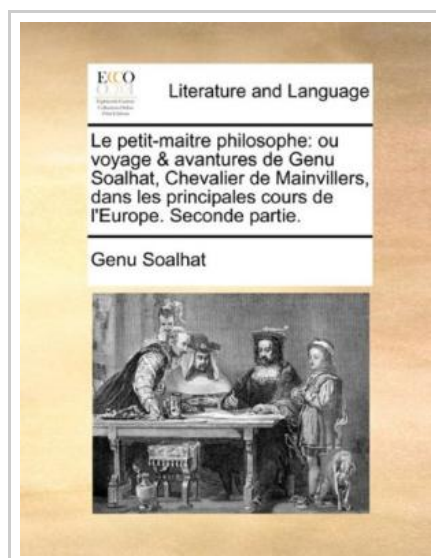 ECCO
Literature and Language
Le petit-maitre philosophe: ou
voyage & avantures de Genu
Soalhat, Chevalier de Mainvillers,
dans les principales cours de
l'Europe. Seconde partie.
Genu Soalhat